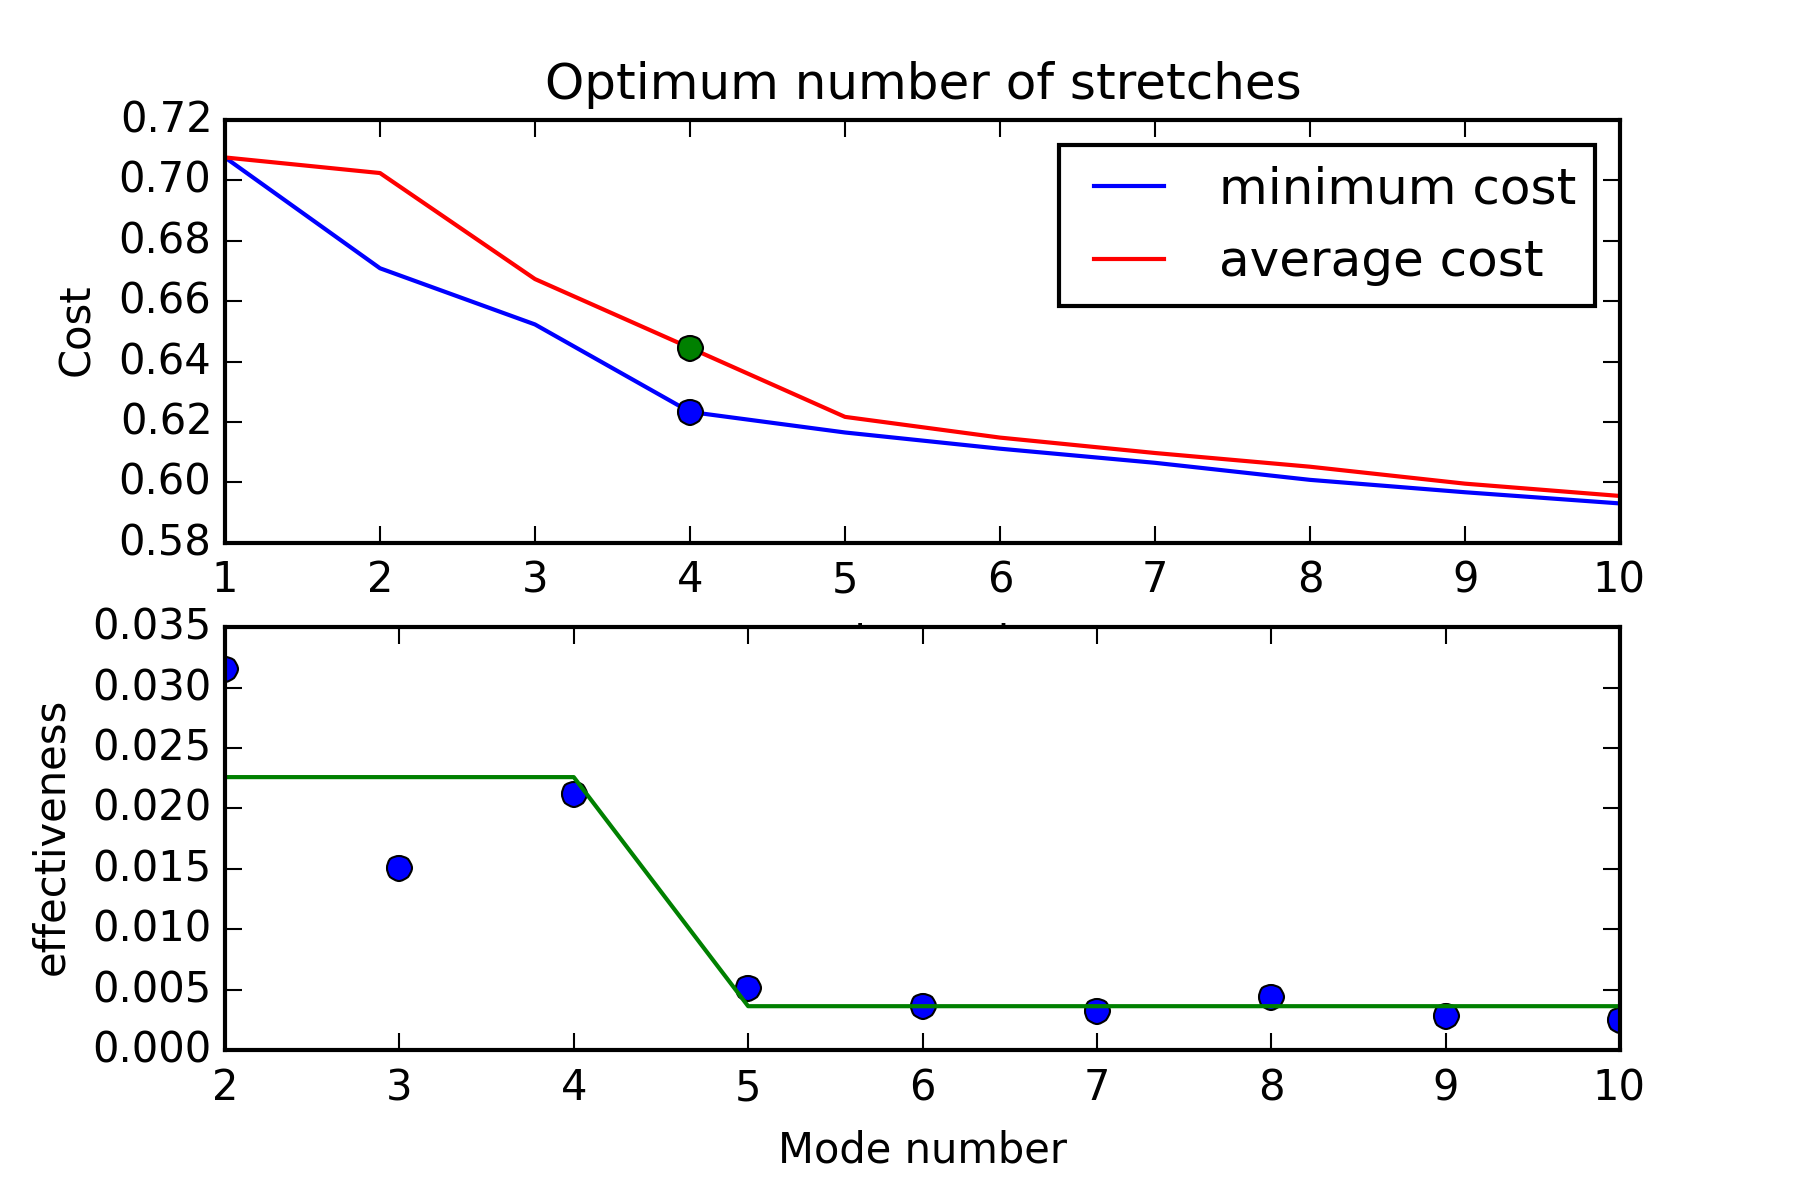 Optimum number of stretches
0.72
0.70
0.68
0.66
0.64
0.62
0.60
0.58
Cost
minimum cost
average cost
1 2 3 4 5 6 7 8 9 10
0.035
0.030
0.025
0.020
0.015
0.010
0.005
0.000
effectiveness
2 3 4 5 6 7 8 9 10
Mode number